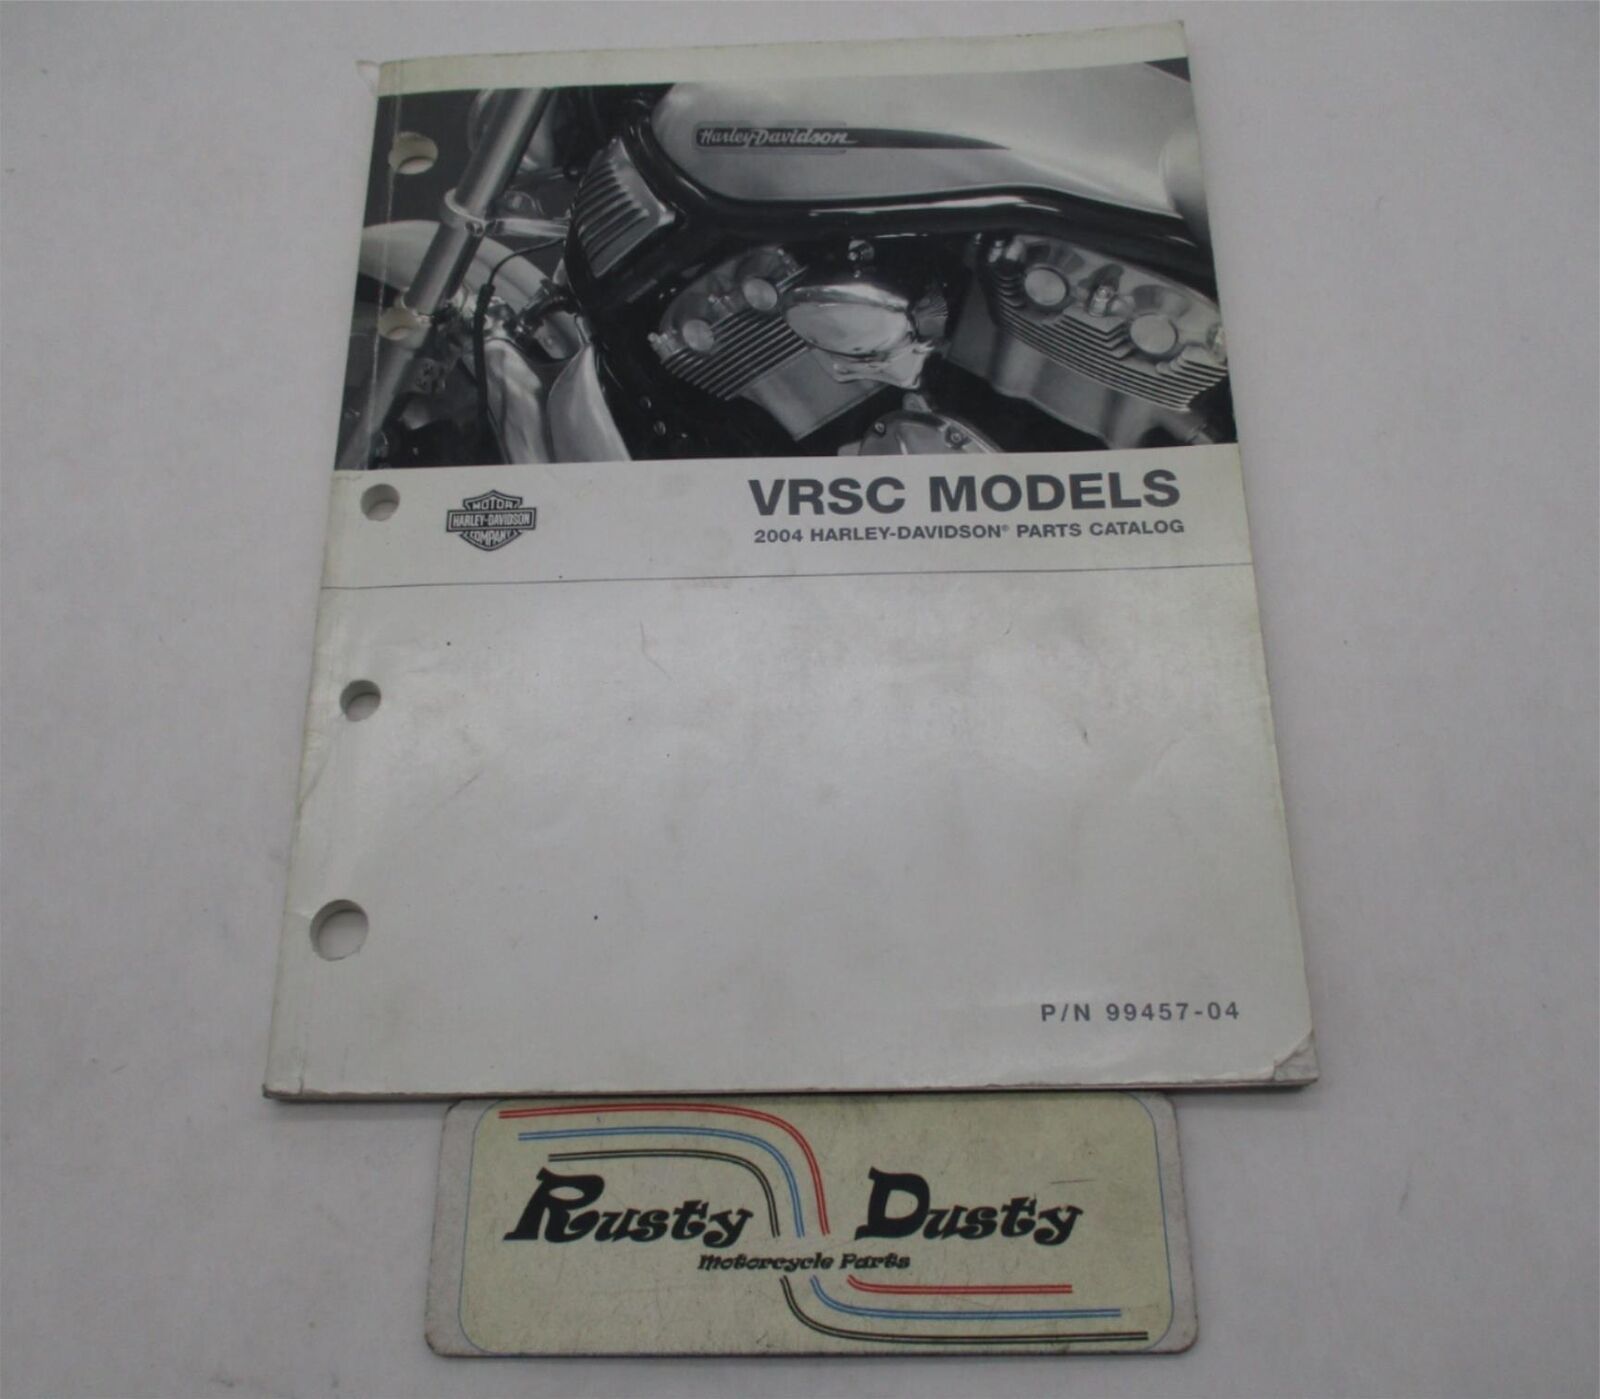 Harley-Davidson
VRSC MODELS
2004 HARLEY-DAVIDSON® PARTS CATALOG
MOTOR
HARLEY-DAVIDSON
COMPANY
P/N 99457-04
Rusty Dusty
Motorcycle Parts